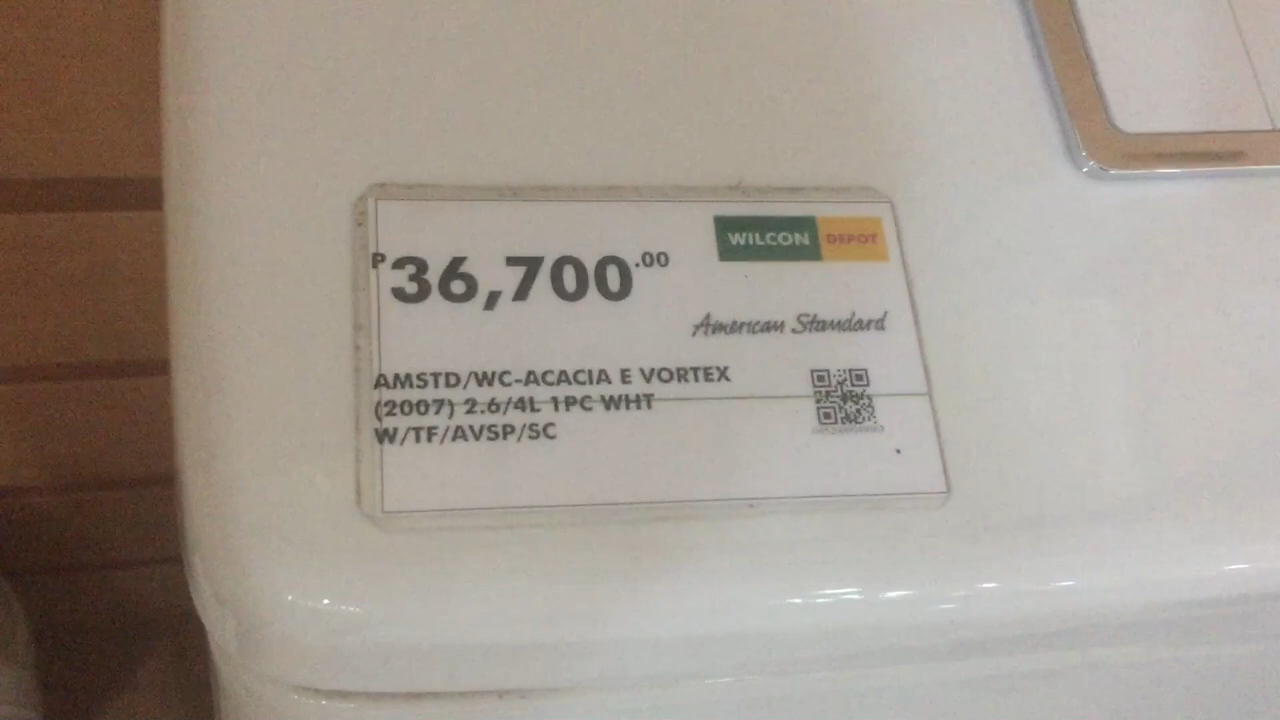 WILCON DEPOT
₱36,700.00
American Standard
AMSTD/WC-ACACIA E VORTEX
(2007) 2.6/4L 1PC WHT
W/TF/AVSP/SC